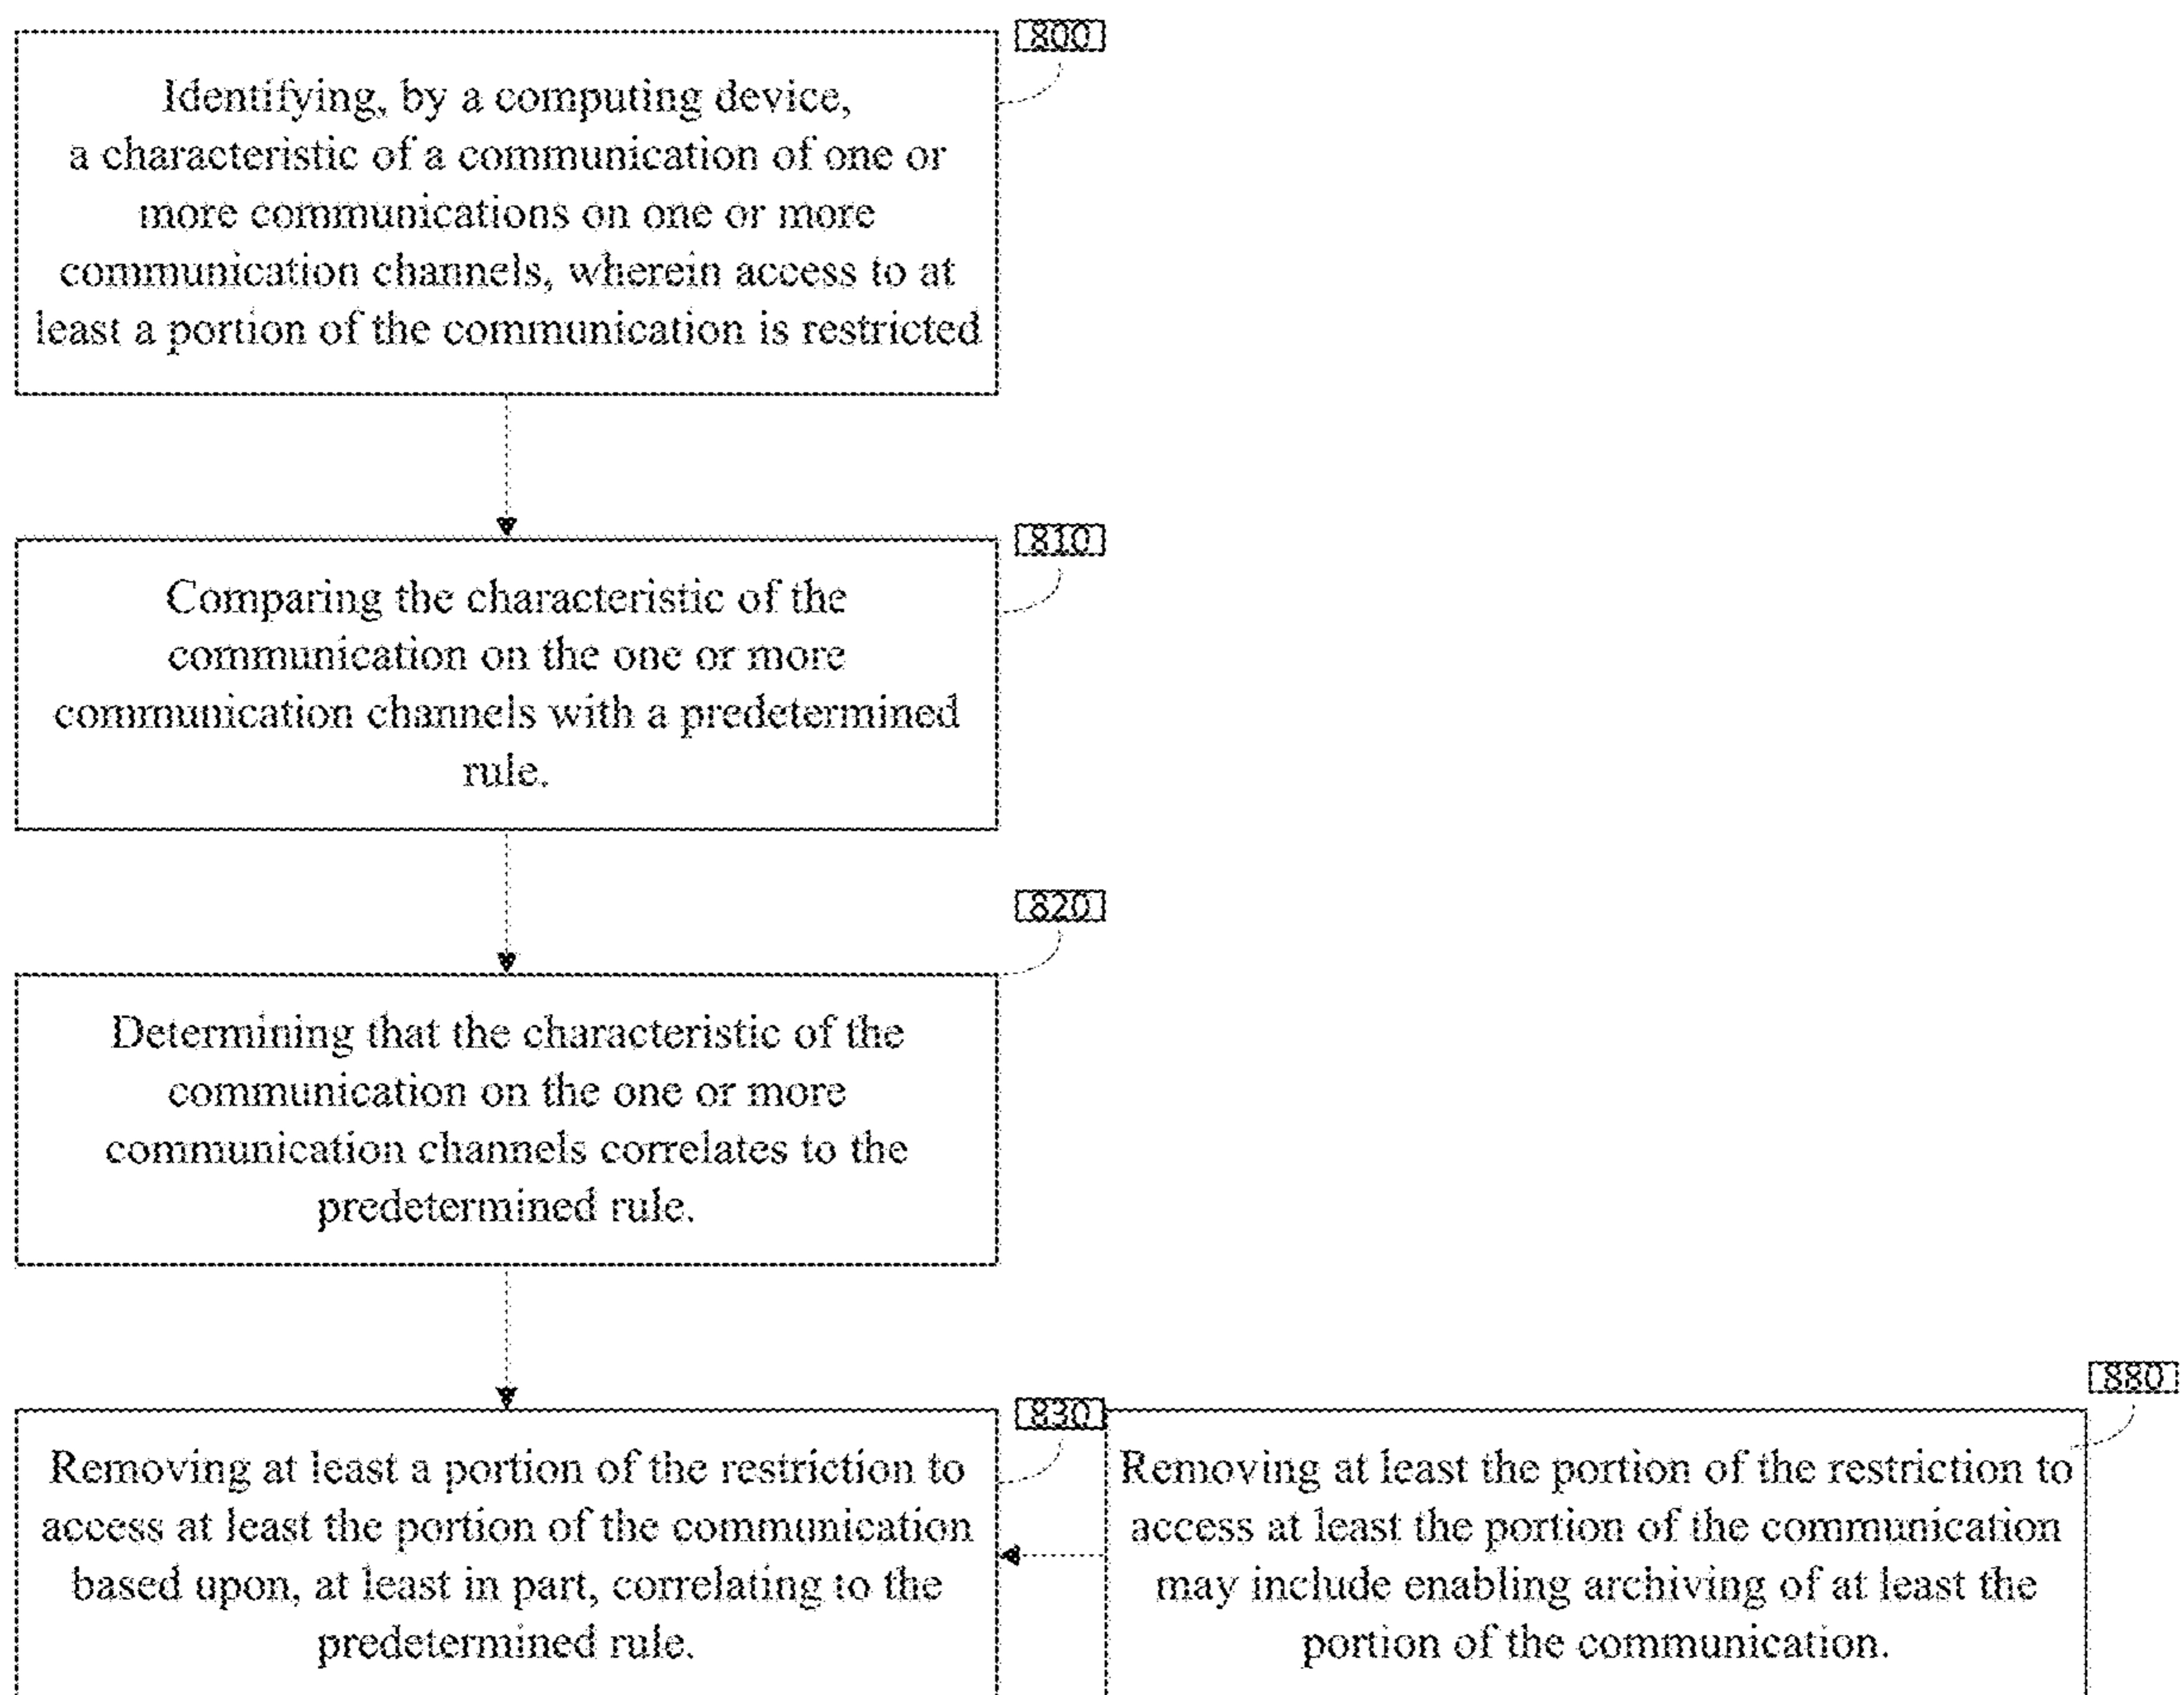 800
Identifying, by a computing device,
a characteristic of a communication of one or
more communications on one or more
communication channels, wherein access to at
least a portion of the communication is restricted
810
Comparing the characteristic of the
communication on the one or more
communication channels with a predetermined
rule.
820
Determining that the characteristic of the
communication on the one or more
communication channels correlates to the
predetermined rule.
830
Removing at least a portion of the restriction to
access at least the portion of the communication
based upon, at least in part, correlating to the
predetermined rule.
880
Removing at least the portion of the restriction to
access at least the portion of the communication
may include enabling archiving of at least the
portion of the communication.